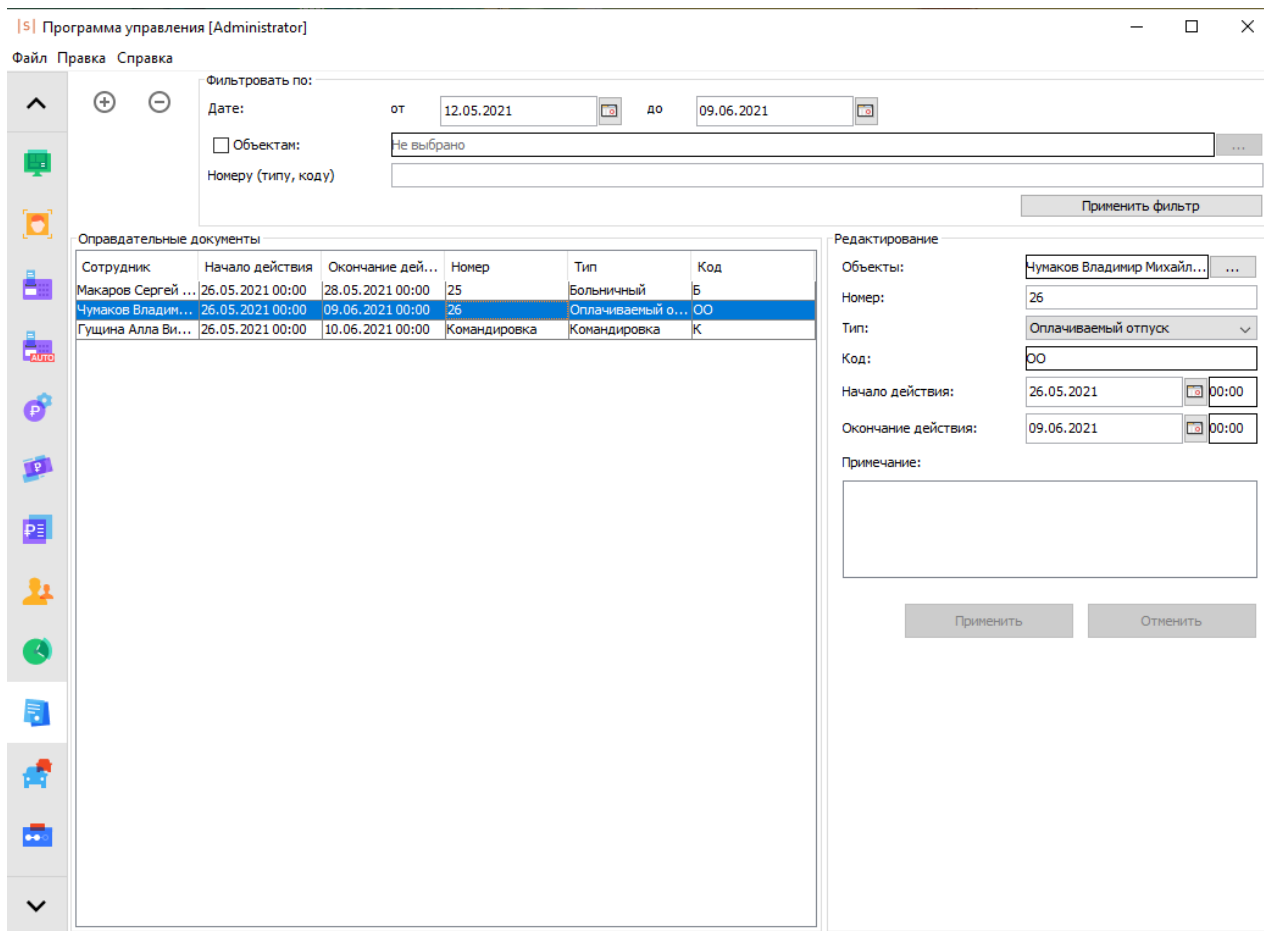 |S| Программа управления [Administrator]
Файл Правка Справка
Фильтровать по:
Дате: от 12.05.2021 до 09.06.2021
Объектам: Не выбрано ...
Номеру (типу, коду)
Применить фильтр
Оправдательные документы
Сотрудник Начало действия Окончание дей... Номер Тип Код
Макаров Сергей ... 26.05.2021 00:00 28.05.2021 00:00 25 Больничный Б
Чумаков Владим... 26.05.2021 00:00 09.06.2021 00:00 26 Оплачиваемый о... ОО
Гущина Алла Ви... 26.05.2021 00:00 10.06.2021 00:00 Командировка Командировка К
Редактирование
Объекты: Чумаков Владимир Михайл... ...
Номер: 26
Тип: Оплачиваемый отпуск
Код: ОО
Начало действия: 26.05.2021 00:00
Окончание действия: 09.06.2021 00:00
Примечание:
Применить Отменить
AUTO